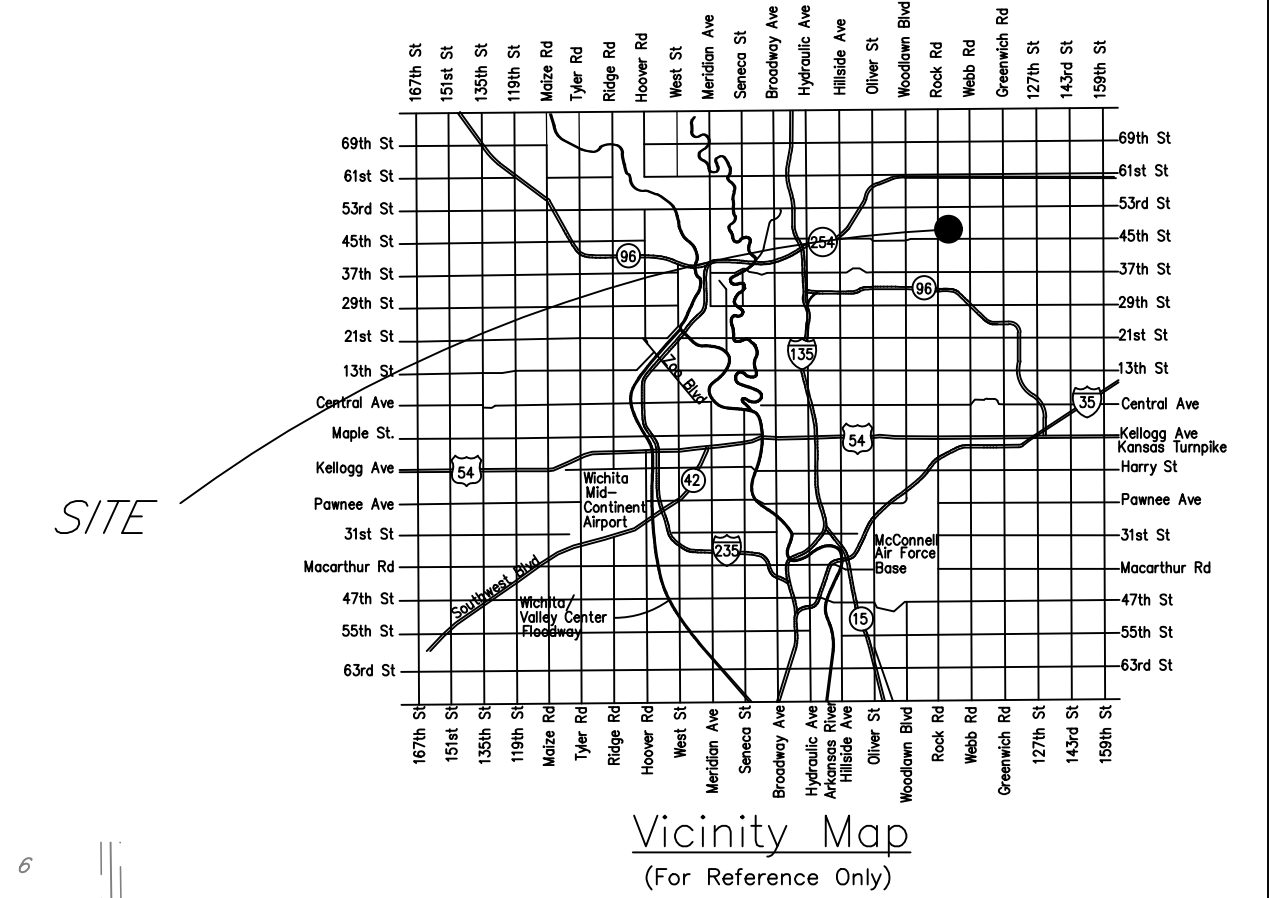 167th St
151st St
135th St
119th St
Maize Rd
Tyler Rd
Ridge Rd
Hoover Rd
West St
Meridian Ave
Seneca St
Broadway Ave
Hydraulic Ave
Hillside Ave
Oliver St
Woodlawn Blvd
Rock Rd
Webb Rd
Greenwich Rd
127th St
143rd St
159th St
69th St
61st St
53rd St
45th St
37th St
29th St
21st St
13th St
Central Ave
Maple St.
Kellogg Ave
Pawnee Ave
31st St
Macarthur Rd
47th St
55th St
63rd St
96
254
96
135
Zoo Blvd
35
54
54
42
Wichita
Mid-
Continent
Airport
235
McConnell
Air Force
Base
Southwest Blvd
Wichita/
Valley Center
Floodway
15
69th St
61st St
53rd St
45th St
37th St
29th St
21st St
13th St
Central Ave
Kellogg Ave
Kansas Turnpike
Harry St
Pawnee Ave
31st St
Macarthur Rd
47th St
55th St
63rd St
SITE
167th St
151st St
135th St
119th St
Maize Rd
Tyler Rd
Ridge Rd
Hoover Rd
West St
Meridian Ave
Seneca St
Broadway Ave
Hydraulic Ave
Arkansas River
Hillside Ave
Oliver St
Woodlawn Blvd
Rock Rd
Webb Rd
Greenwich Rd
127th St
143rd St
159th St
Vicinity Map
(For Reference Only)
6